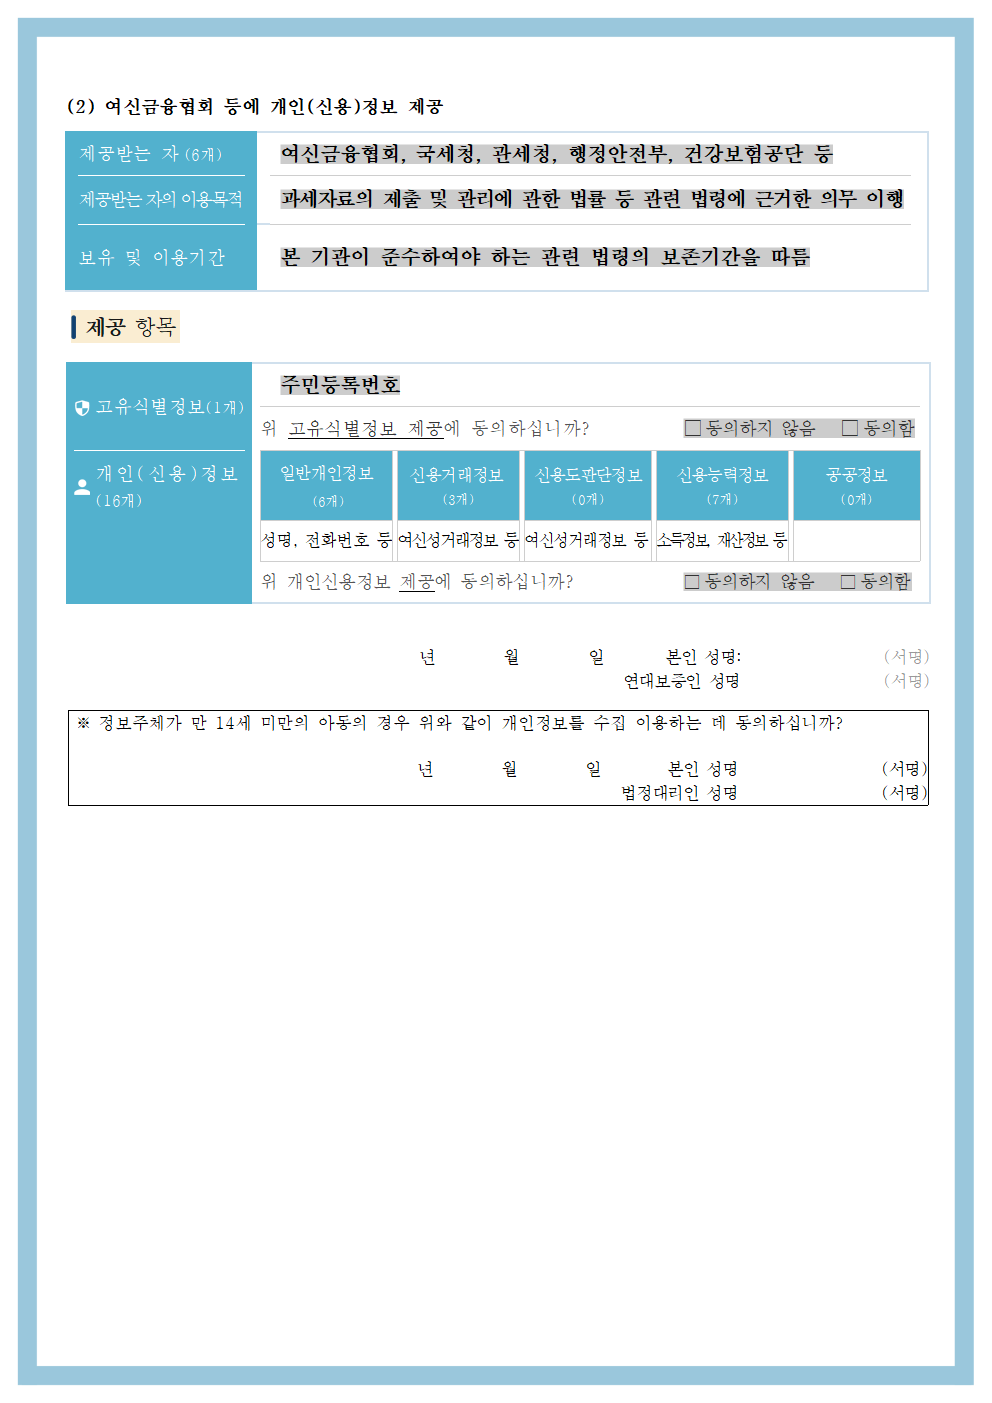 (2) 여신금융협회 등에 개인(신용)정보 제공
제공받는 자 (6개)
여신금융협회, 국세청, 관세청, 행정안전부, 건강보험공단 등
제공받는 자의 이용목적
과세자료의 제출 및 관리에 관한 법률 등 관련 법령에 근거한 의무 이행
보유 및 이용기간
본 기관이 준수하여야 하는 관련 법령의 보존기간을 따름
제공 항목
고유식별정보(1개)
주민등록번호
위 고유식별정보 제공에 동의하십니까? □동의하지 않음 □동의함
개인(신용)정보
(16개)
일반개인정보 신용거래정보 신용도판단정보 신용능력정보 공공정보
(6개) (3개) (0개) (7개) (0개)
성명, 전화번호 등 여신성거래정보 등 여신성거래정보 등 소득정보, 재산정보 등
위 개인신용정보 제공에 동의하십니까? □동의하지 않음 □동의함
년 월 일 본인 성명: (서명)
연대보증인 성명 (서명)
※ 정보주체가 만 14세 미만의 아동의 경우 위와 같이 개인정보를 수집 이용하는 데 동의하십니까?
년 월 일 본인 성명 (서명)
법정대리인 성명 (서명)